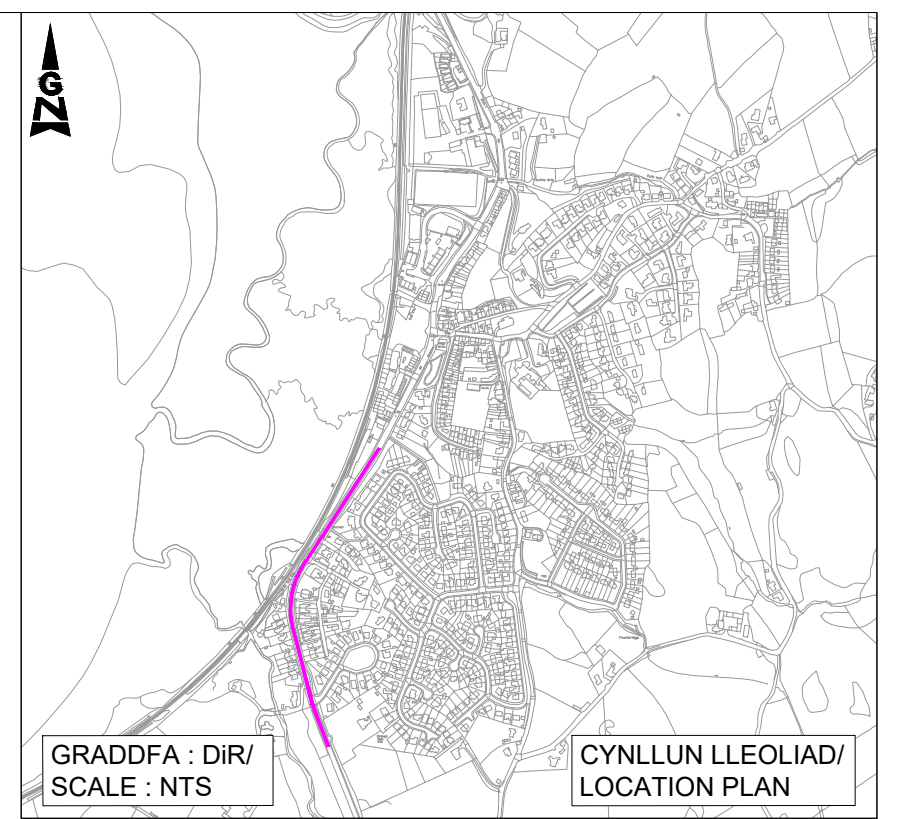 G
N
GRADDFA : DiR/
SCALE : NTS
CYNLLUN LLEOLIAD/
LOCATION PLAN